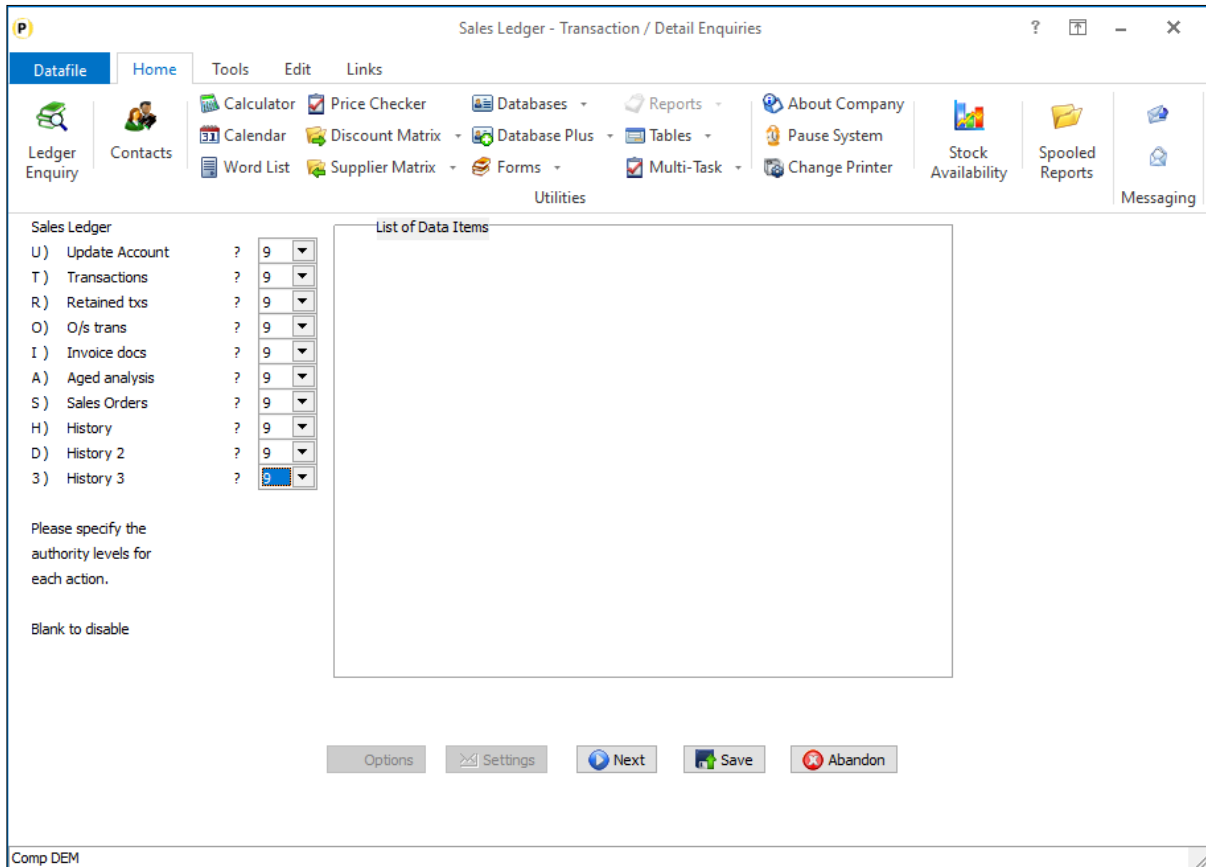 P
Sales Ledger - Transaction / Detail Enquiries
?
Datafile Home Tools Edit Links
Ledger Enquiry
Contacts
Calculator
Calendar
31
Word List
Price Checker
Discount Matrix
Supplier Matrix
Databases
Database Plus
Forms
Reports
Tables
Multi-Task
About Company
Pause System
Change Printer
Stock Availability
Spooled Reports
Utilities
Messaging
Sales Ledger
List of Data Items
U) Update Account ? 9
T) Transactions ? 9
R) Retained txs ? 9
O) O/s trans ? 9
I) Invoice docs ? 9
A) Aged analysis ? 9
S) Sales Orders ? 9
H) History ? 9
D) History 2 ? 9
3) History 3 ? 9
Please specify the
authority levels for
each action.
Blank to disable
Options Settings Next Save Abandon
Comp DEM